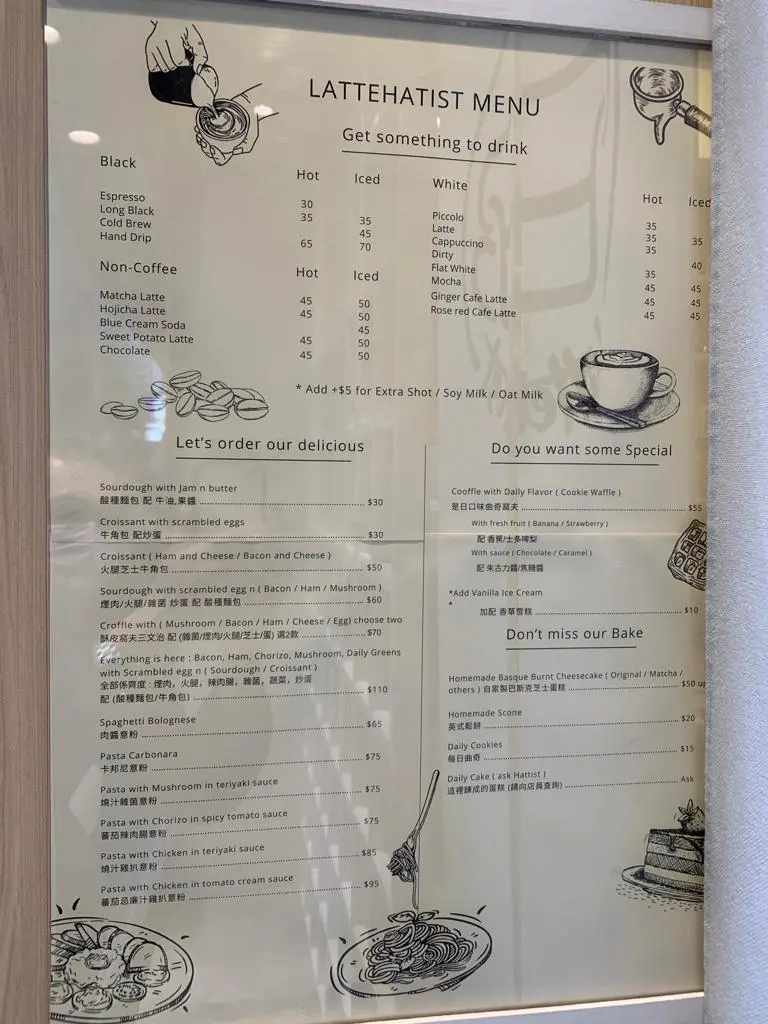 LATTEHATIST MENU
Get something to drink
Black Hot Iced
Espresso 30
Long Black 35 35
Cold Brew 45
Hand Drip 65 70
Non-Coffee Hot Iced
Matcha Latte 45 50
Hojicha Latte 45 50
Blue Cream Soda 45
Sweet Potato Latte 45 50
Chocolate 45 50
White Hot Iced
Piccolo 35
Latte 35 35
Cappuccino 35
Dirty 40
Flat White 35
Mocha 45 45
Ginger Cafe Latte 45 45
Rose red Cafe Latte 45 45
* Add +$5 for Extra Shot / Soy Milk / Oat Milk
Let's order our delicious
Sourdough with Jam n butter
酸種麵包 配 牛油,果醬 $30
Croissant with scrambled eggs
牛角包 配炒蛋 $30
Croissant ( Ham and Cheese / Bacon and Cheese )
火腿芝士牛角包 $50
Sourdough with scrambled egg n ( Bacon / Ham / Mushroom )
煙肉/火腿/雜菌 炒蛋 配 酸種麵包 $60
Croffle with ( Mushroom / Bacon / Ham / Cheese / Egg) choose two
酥皮窩夫三文治 配 (雜菌/煙肉/火腿/芝士/蛋) 選2款 $70
Everything is here : Bacon, Ham, Chorizo, Mushroom, Daily Greens
with Scrambled egg n ( Sourdough / Croissant )
全部係齊度 : 煙肉，火腿，辣肉腸，雜菌，蔬菜，炒蛋
配 (酸種麵包/牛角包) $110
Spaghetti Bolognese
肉醬意粉 $65
Pasta Carbonara
卡邦尼意粉 $75
Pasta with Mushroom in teriyaki sauce
燒汁雜菌意粉 $75
Pasta with Chorizo in spicy tomato sauce
蕃茄辣肉腸意粉 $75
Pasta with Chicken in teriyaki sauce
燒汁雞扒意粉 $85
Pasta with Chicken in tomato cream sauce
蕃茄忌廉汁雞扒意粉 $95
Do you want some Special
Cooffle with Daily Flavor ( Cookie Waffle )
是日口味曲奇窩夫 $55
With fresh fruit ( Banana / Strawberry )
配 香蕉/士多啤梨
With sauce ( Chocolate / Caramel )
配 朱古力醬/焦糖醬
*Add Vanilla Ice Cream
*
加配 香草雪糕 $10
Don't miss our Bake
Homemade Basque Burnt Cheesecake ( Original / Matcha /
others ) 自家製巴斯克芝士蛋糕 $50 up
Homemade Scone
英式鬆餅 $20
Daily Cookies
每日曲奇 $15
Daily Cake ( ask Hattist )
這裡鍊成的蛋糕 (請向店員查詢) Ask